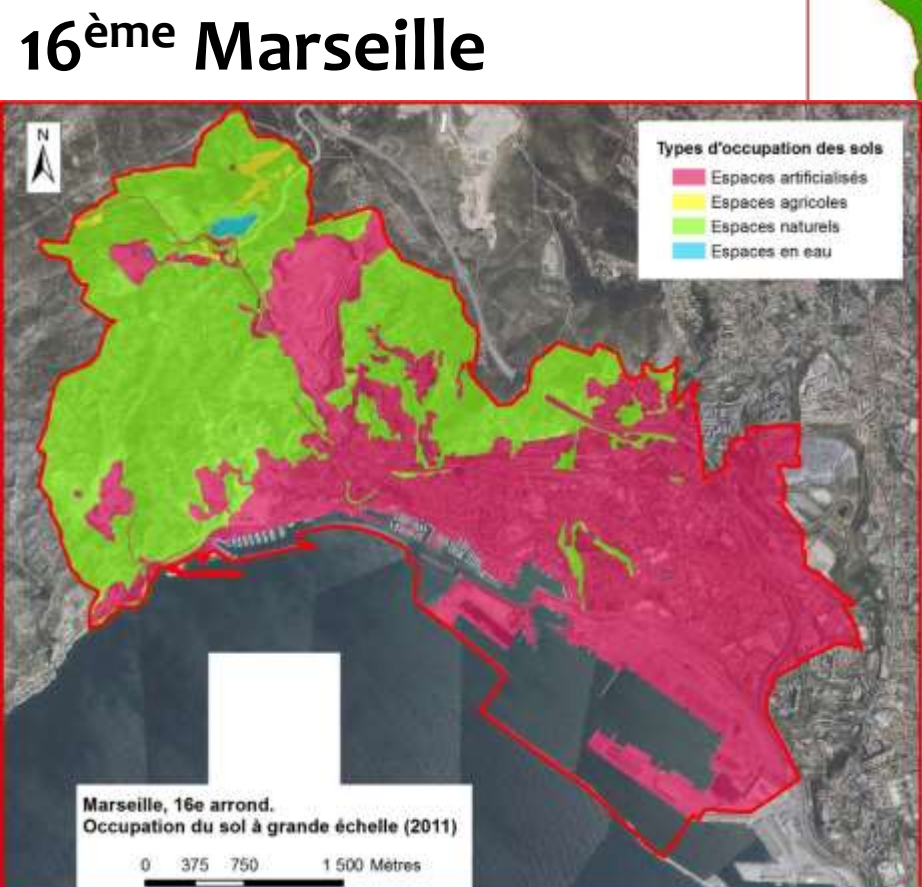 16ème Marseille
N
Types d'occupation des sols
Espaces artificialisés
Espaces agricoles
Espaces naturels
Espaces en eau
Marseille, 16e arrond.
Occupation du sol à grande échelle (2011)
0 375 750 1 500 Mètres